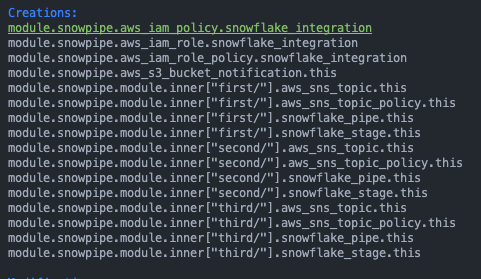 Creations:
module.snowpipe.aws_iam_policy.snowflake_integration
module.snowpipe.aws_iam_role.snowflake_integration
module.snowpipe.aws_iam_role_policy.snowflake_integration
module.snowpipe.aws_s3_bucket_notification.this
module.snowpipe.module.inner["first/"].aws_sns_topic.this
module.snowpipe.module.inner["first/"].aws_sns_topic_policy.this
module.snowpipe.module.inner["first/"].snowflake_pipe.this
module.snowpipe.module.inner["first/"].snowflake_stage.this
module.snowpipe.module.inner["second/"].aws_sns_topic.this
module.snowpipe.module.inner["second/"].aws_sns_topic_policy.this
module.snowpipe.module.inner["second/"].snowflake_pipe.this
module.snowpipe.module.inner["second/"].snowflake_stage.this
module.snowpipe.module.inner["third/"].aws_sns_topic.this
module.snowpipe.module.inner["third/"].aws_sns_topic_policy.this
module.snowpipe.module.inner["third/"].snowflake_pipe.this
module.snowpipe.module.inner["third/"].snowflake_stage.this